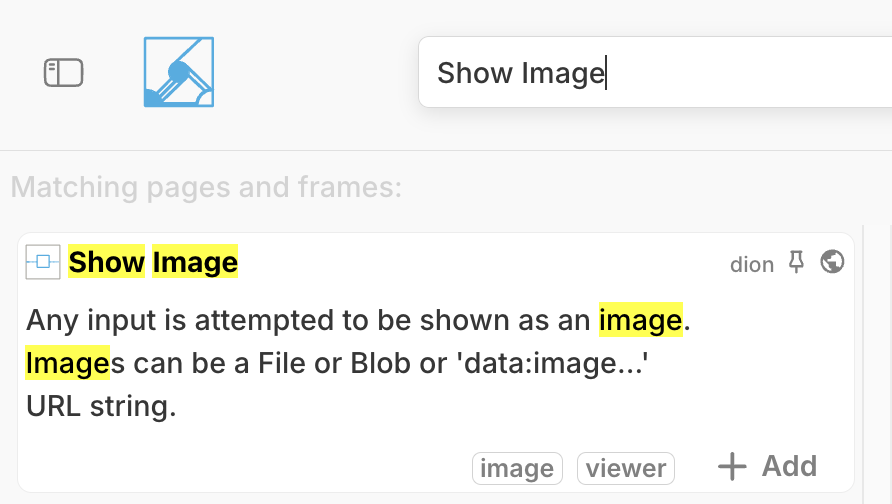 Show Image
Matching pages and frames:
Show Image
dion
Any input is attempted to be shown as an image.
Images can be a File or Blob or 'data:image...'
URL string.
image viewer + Add